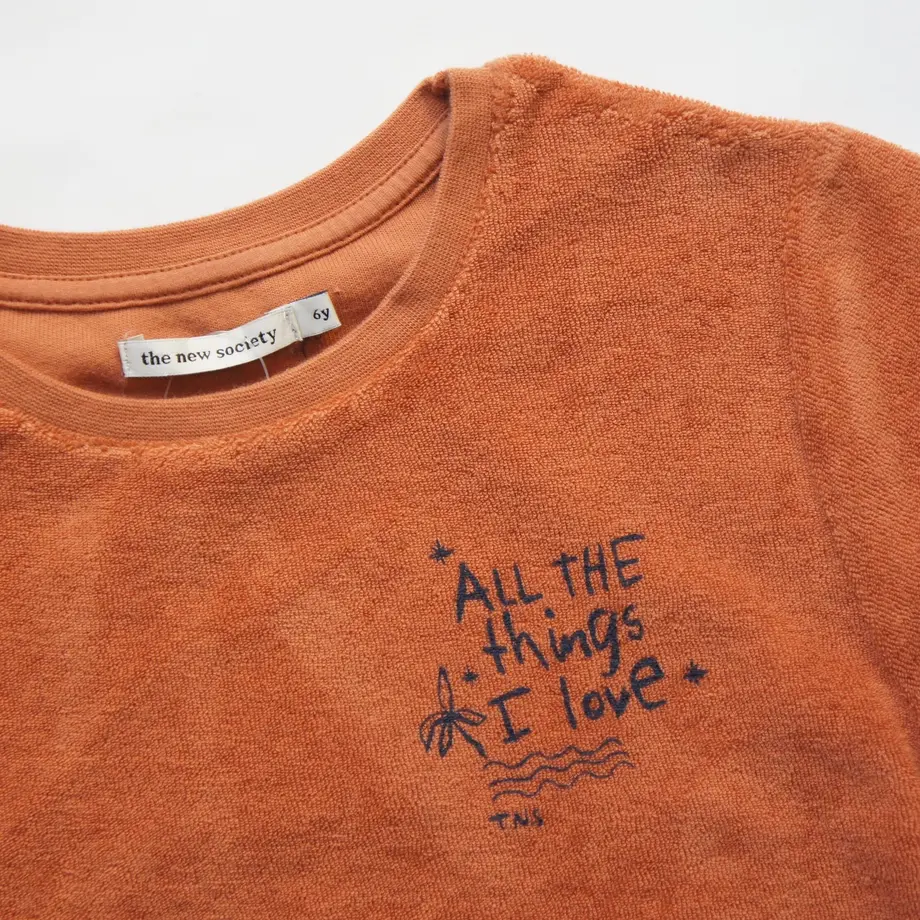 the new society 6y
ALL THE
things
I love
TNS